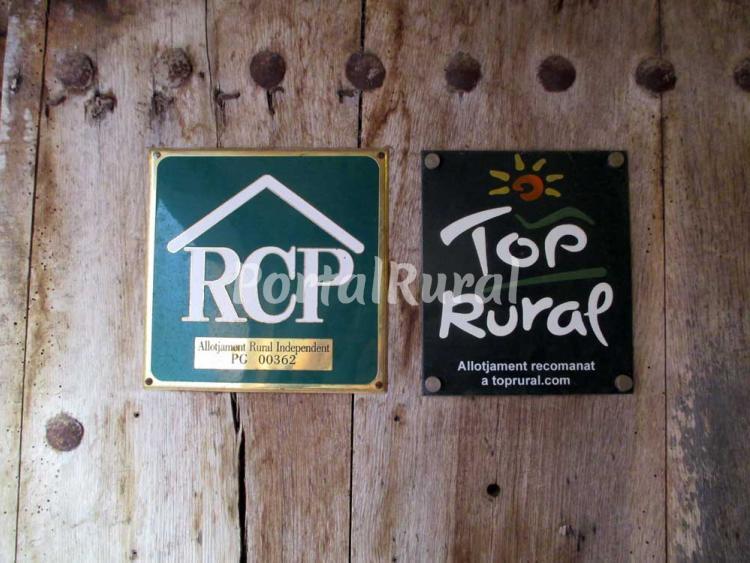 RCP
Allotjament Rural Independent
PG 00362
Top
Rural
Allotjament recomanat
a toprural.com
PortalRural